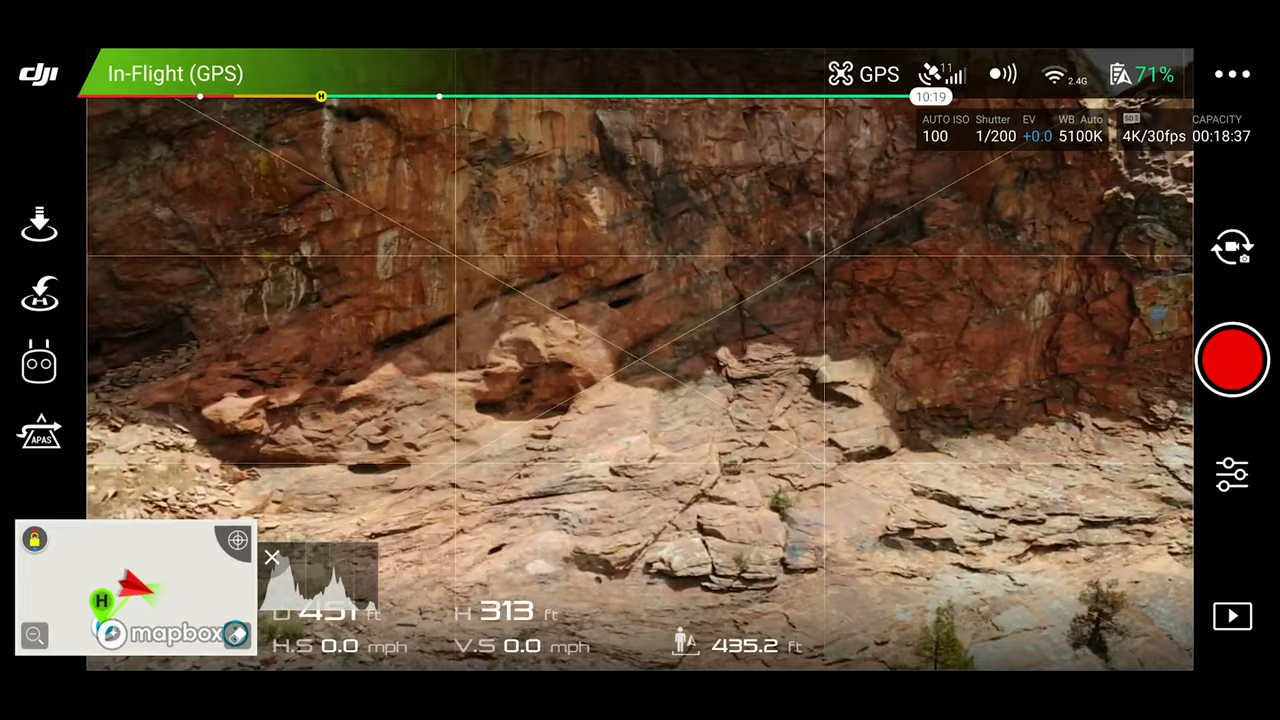 dji In-Flight (GPS) GPS 11 2.4G 71%
10:19
AUTO ISO Shutter EV WB Auto CAPACITY
100 1/200 +0.0 5100K 4K/30fps 00:18:37
H
APAS
H
D 451 ft H 313 ft
mapbox
H.S 0.0 mph V.S 0.0 mph 435.2 ft